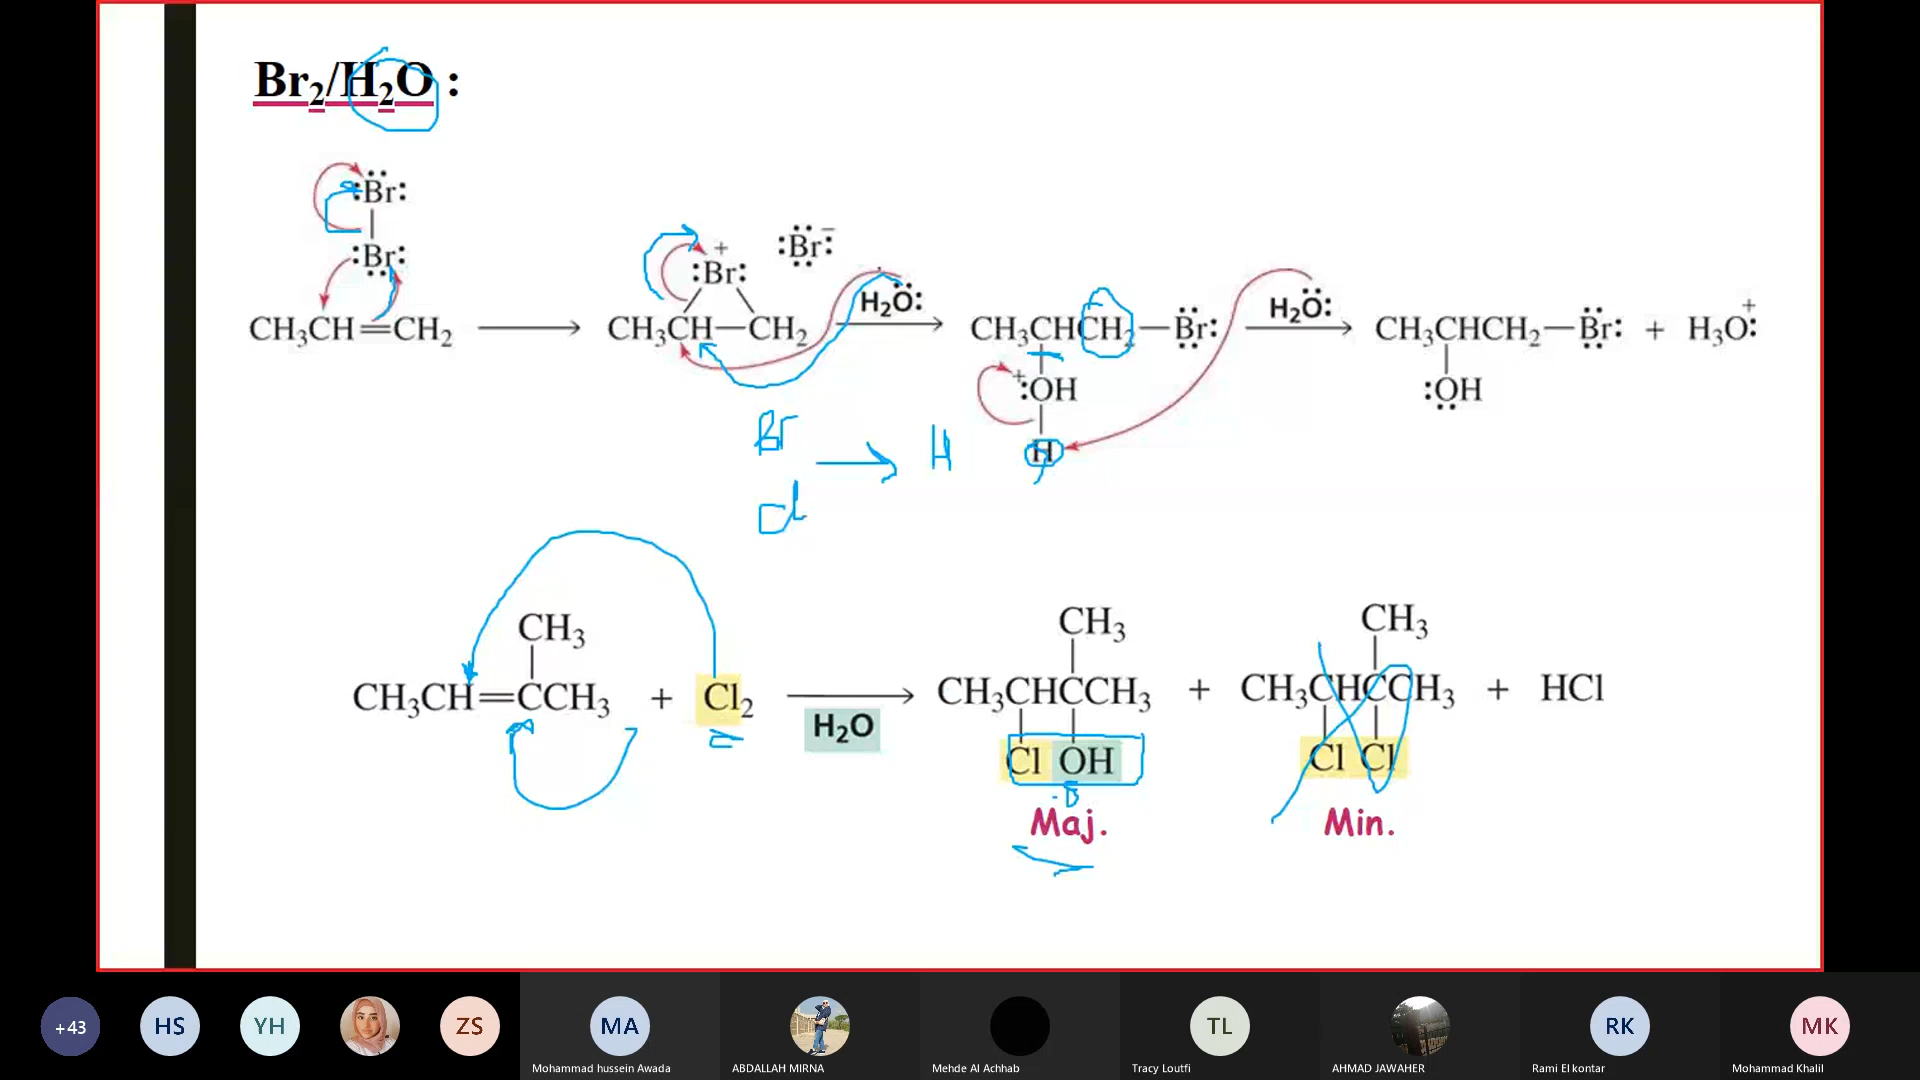 Br₂/H₂O :
:Br:
:Br:
CH₃CH=CH₂
+
:Br:
:Br:⁻
CH₃CH—CH₂
H₂O:
CH₃CHCH₂—Br:
+
:OH
H
H₂O:
CH₃CHCH₂—Br: + H₃O:⁺
:OH
Br
Cl
→ H
CH₃
CH₃CH=CCH₃ + Cl₂
H₂O
CH₃
CH₃CHCCH₃
Cl OH
Maj.
+
CH₃
CH₃CHCCH₃
Cl Cl
Min.
+ HCl
+43
HS
YH
ZS
MA
Mohammad hussein Awada
ABDALLAH MIRNA
Mehde Al Achhab
TL
Tracy Loutfi
AHMAD JAWAHER
RK
Rami El kontar
MK
Mohammad Khalil